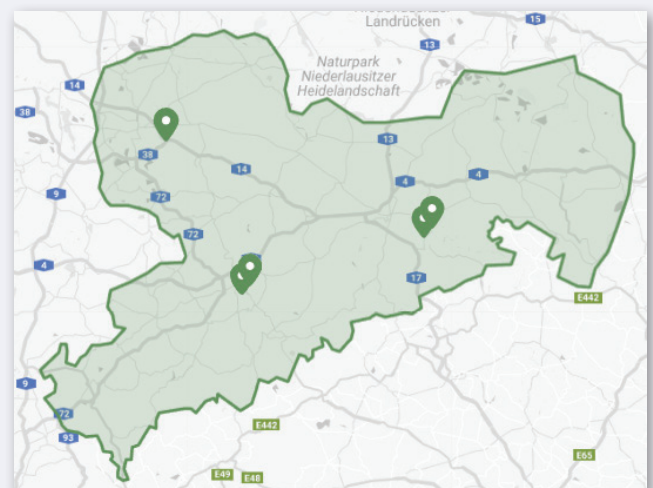 Landrücken
15
13
Naturpark
Niederlausitzer
Heidelandschaft
14
38
13
38
14
4
4
9
72
72
4
17
E442
9
72
93
E442
E49
E48
E65